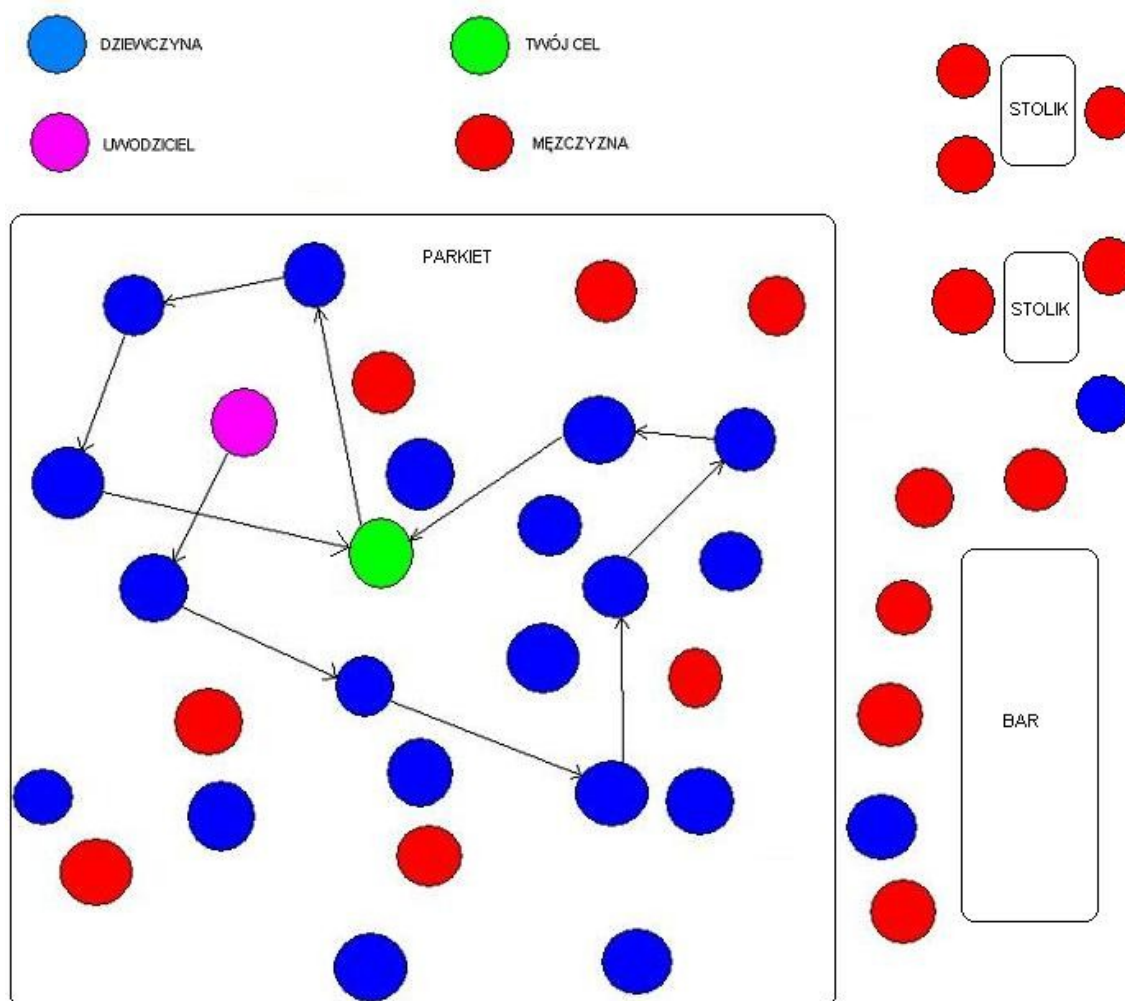 DZIEWCZYNA
TWÓJ CEL
UWODZICIEL
MĘZCZYZNA
STOLIK
PARKIET
STOLIK
BAR